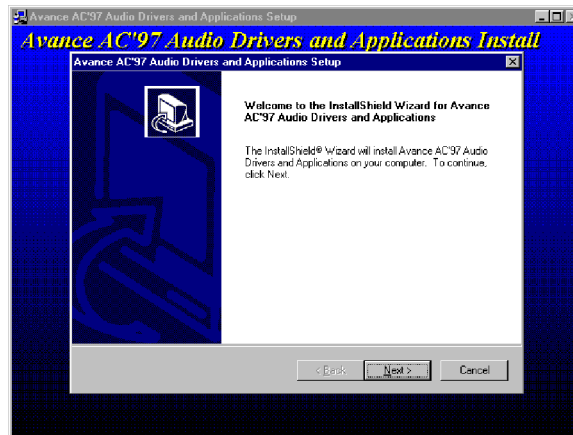 Avance AC'97 Audio Drivers and Applications Setup
Avance AC'97 Audio Drivers and Applications Install
Avance AC'97 Audio Drivers and Applications Setup
Welcome to the InstallShield Wizard for Avance
AC'97 Audio Drivers and Applications
The InstallShield® Wizard will install Avance AC'97 Audio
Drivers and Applications on your computer. To continue,
click Next.
< Back Next > Cancel